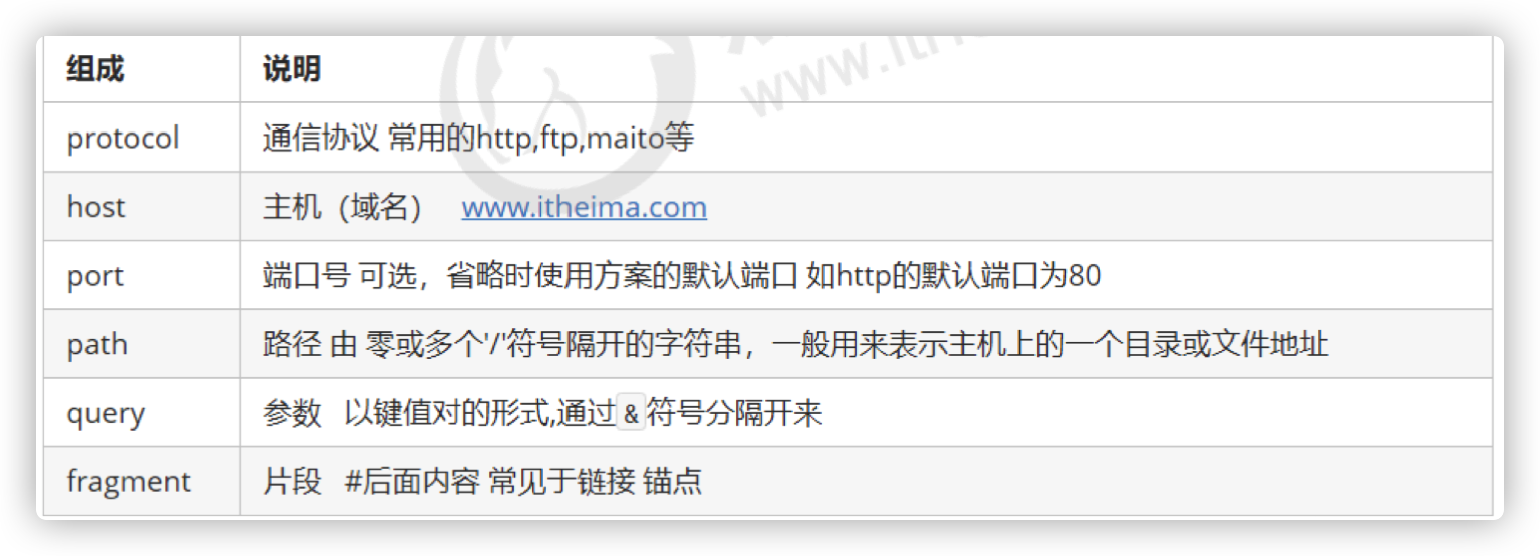 www.ith
组成 说明
protocol 通信协议 常用的http,ftp,maito等
host 主机（域名） www.itheima.com
port 端口号 可选，省略时使用方案的默认端口 如http的默认端口为80
path 路径 由 零或多个'/'符号隔开的字符串，一般用来表示主机上的一个目录或文件地址
query 参数 以键值对的形式,通过&符号分隔开来
fragment 片段 #后面内容 常见于链接 锚点